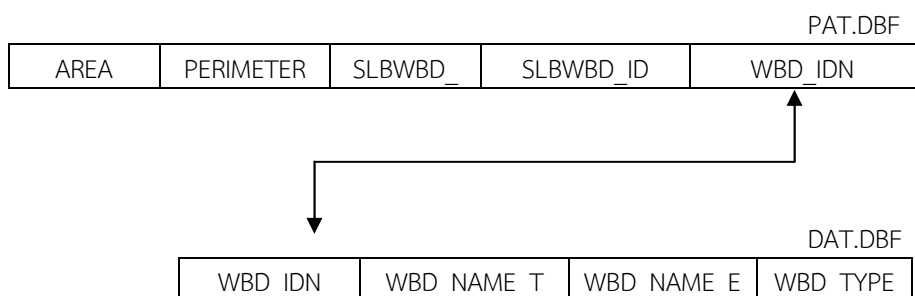 PAT.DBF
AREA PERIMETER SLBWBD_ SLBWBD_ID WBD_IDN
DAT.DBF
WBD_IDN WBD_NAME_T WBD_NAME_E WBD_TYPE